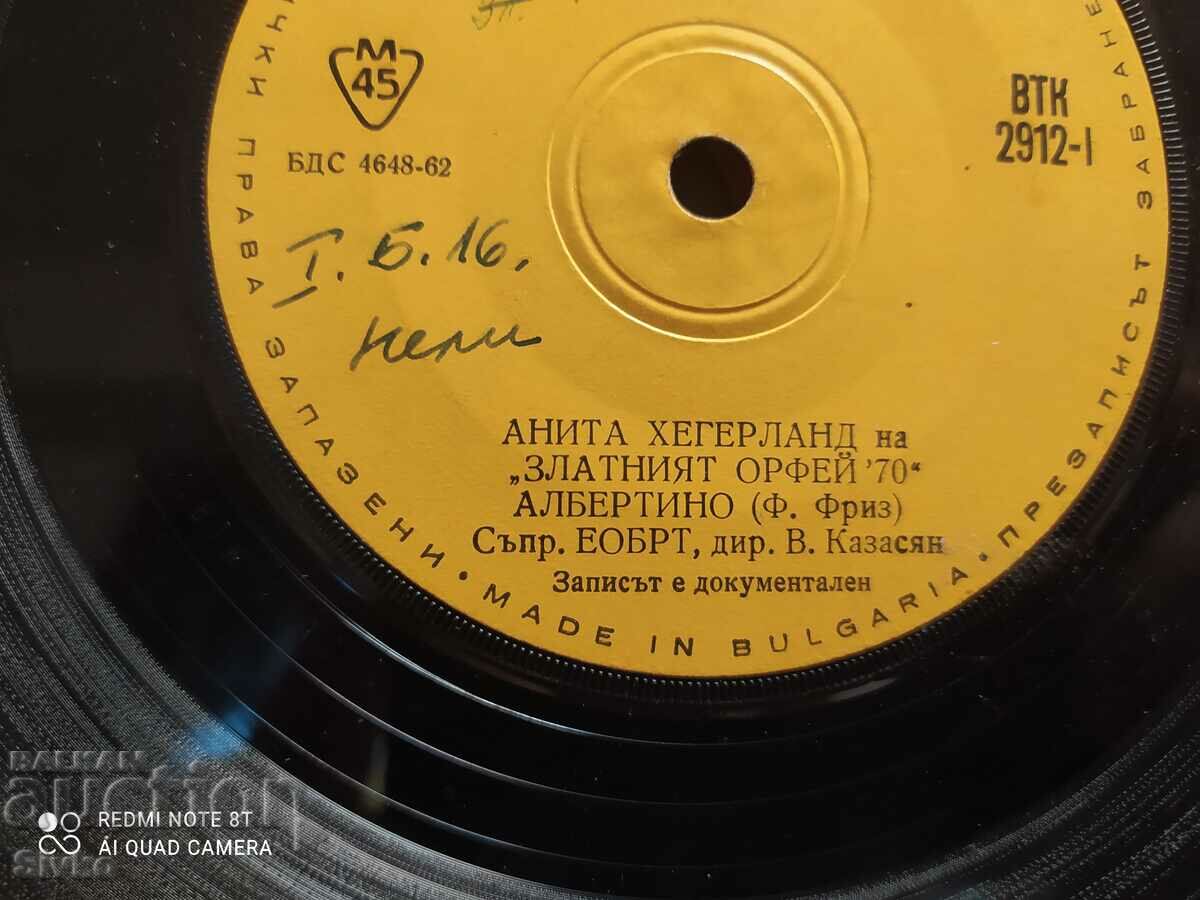 М
45
БДС 4648-62
ВТК
2912-I
I. Б. 16.
Нели
АНИТА ХЕГЕРЛАНД на
„ЗЛАТНИЯТ ОРФЕЙ '70“
АЛБЕРТИНО (Ф. Фриз)
Съпр. ЕОБРТ, дир. В. Казасян
Записът е документален
ПРАВА ЗАПАЗЕНИ • MADE IN BULGARIA • ПРЕЗАПИСЪТ
BALKAN
auction
REDMI NOTE 8T
AI QUAD CAMERA